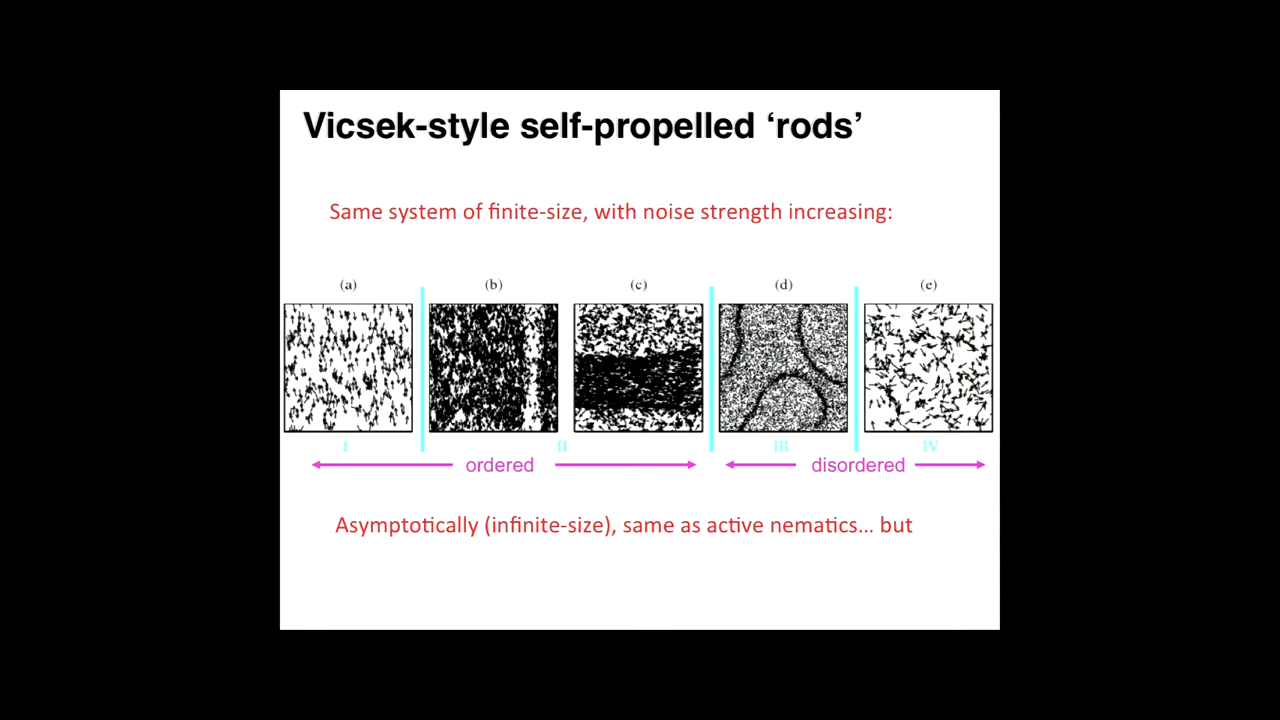 Vicsek-style self-propelled ‘rods’
Same system of finite-size, with noise strength increasing:
(a) (b) (c) (d) (e)
I II III IV
ordered disordered
Asymptotically (infinite-size), same as active nematics... but